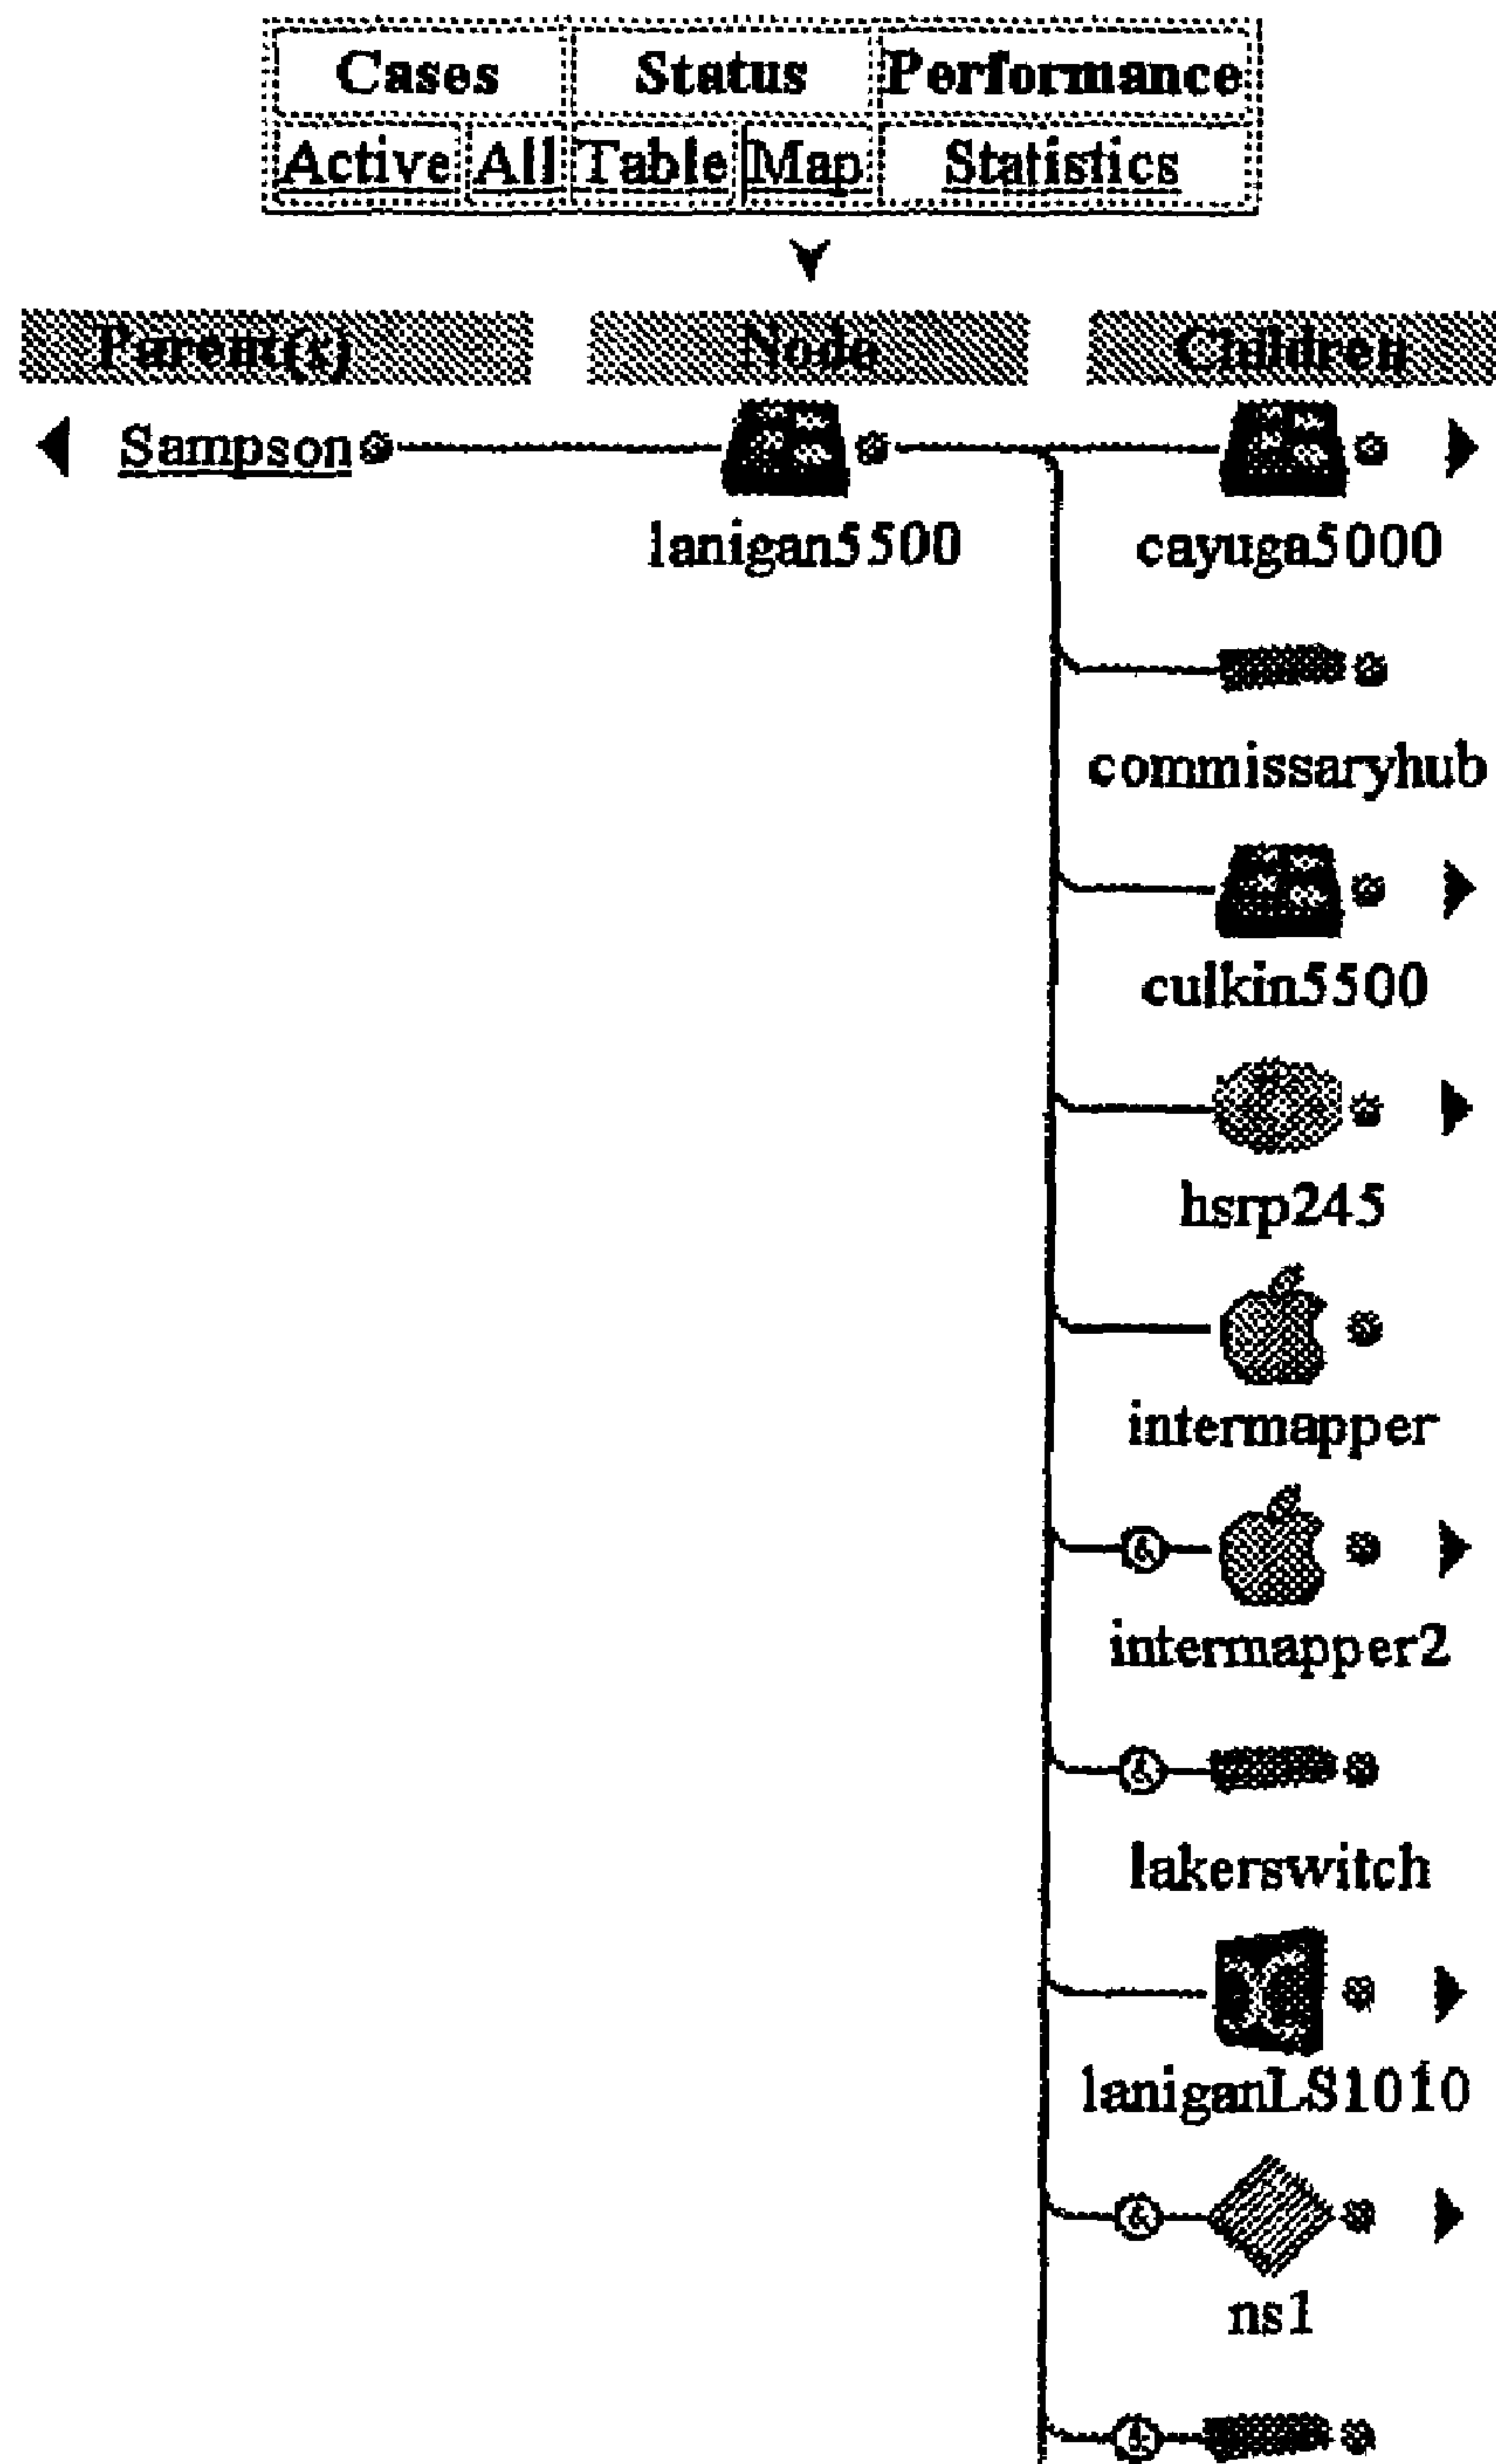 Cases Status Performance
Active All Table Map Statistics
Parent(s) Node Children
Sampson
lanigan5500 cayuga5000
commissaryhub
culkin5500
hsrp245
intermapper
&
intermapper2
&
lakerswitch
laniganLS1010
&
ns1
&